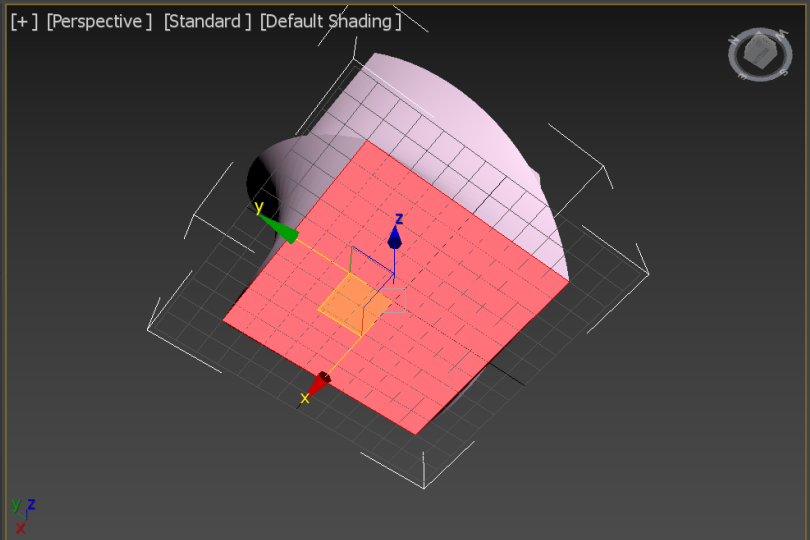 [+] [Perspective] [Standard] [Default Shading]
z
y
x
y z
x